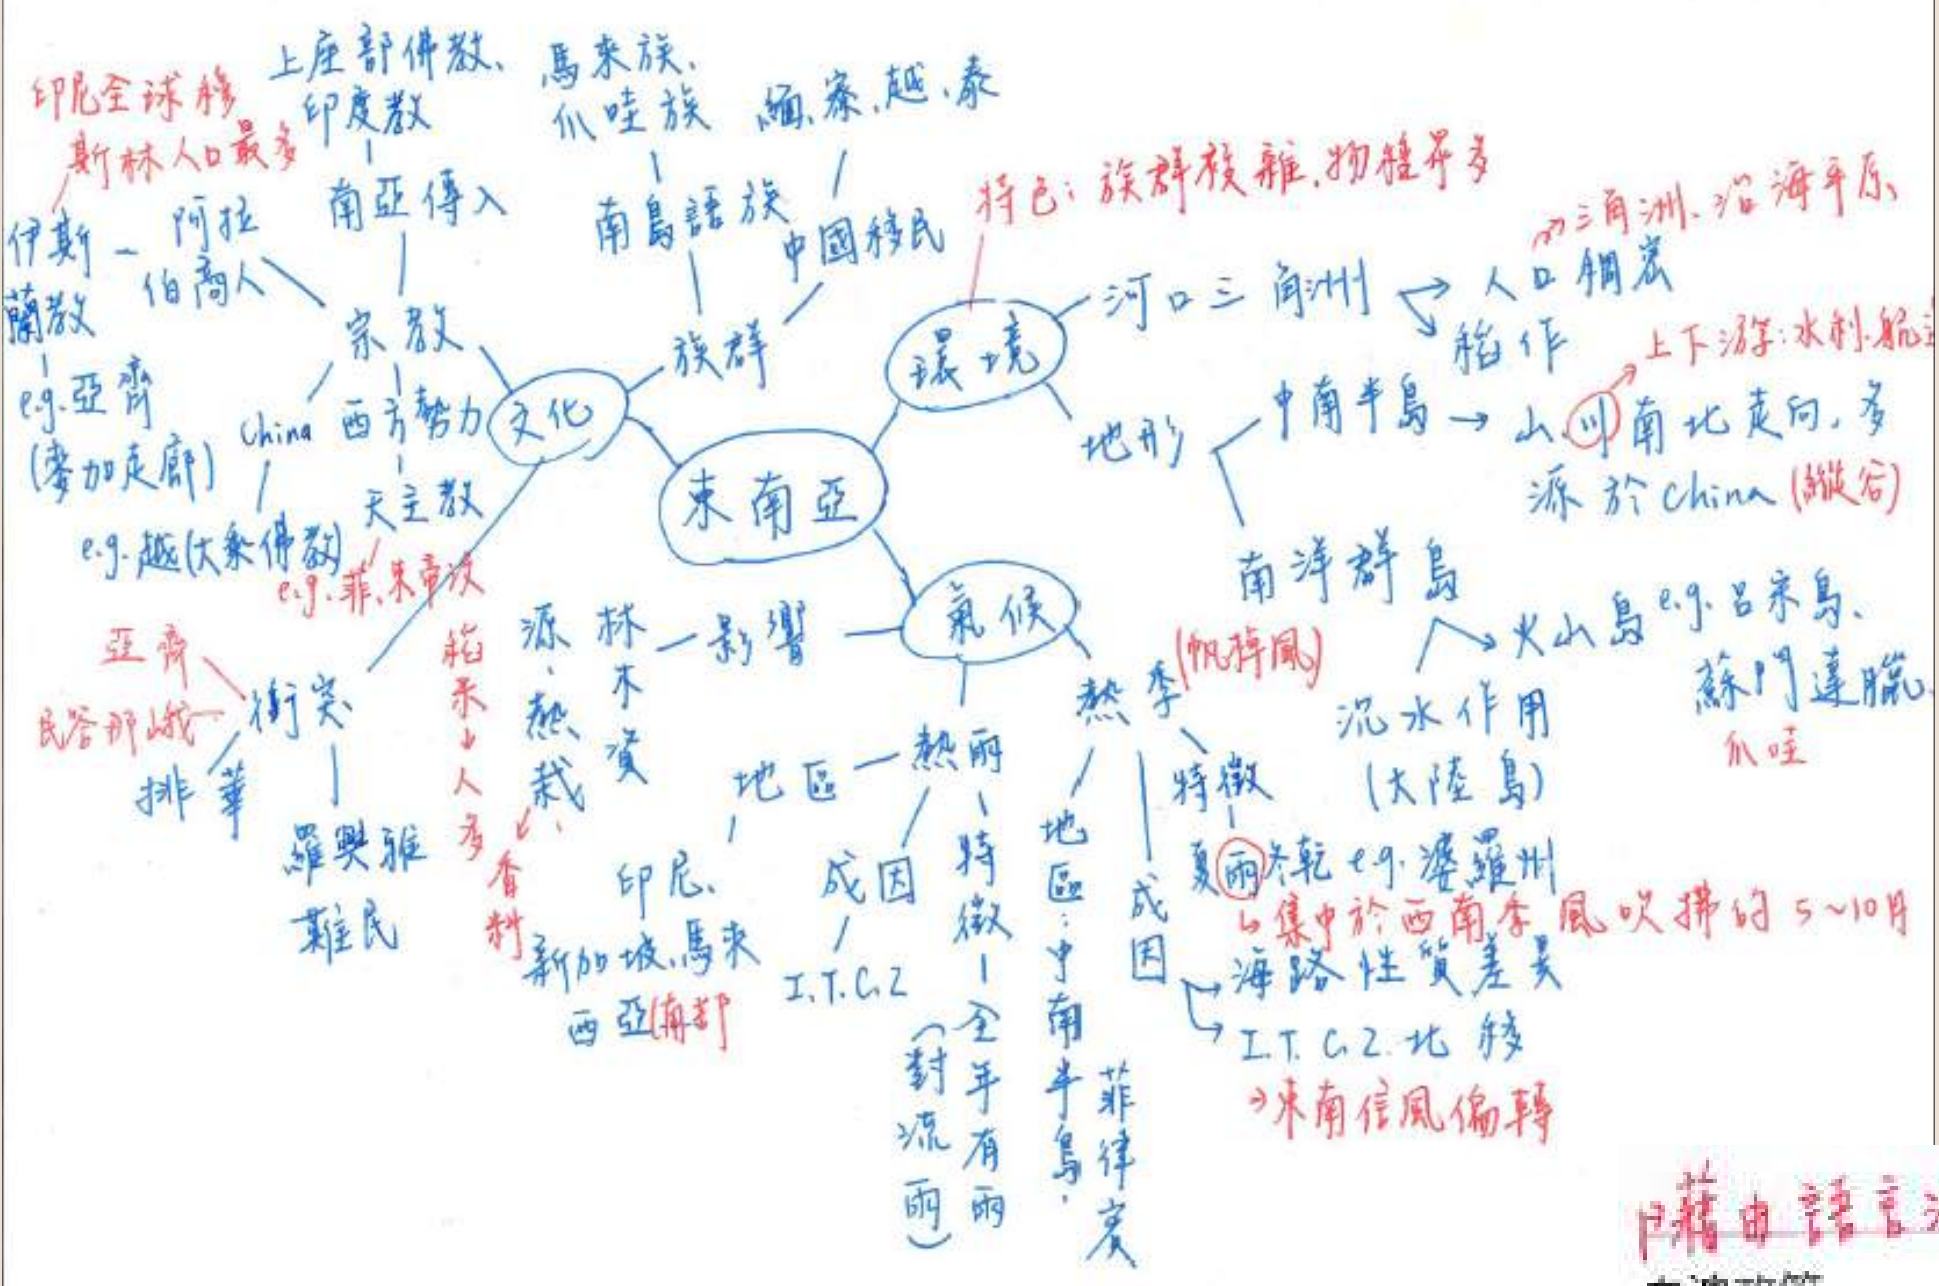 東南亞
文化
宗教
南亞傳入
上座部佛教、
印度教
阿拉
伯商人
伊斯
蘭教
印尼全球穆
斯林人口最多
e.g.亞齊
(麥加走廊)
China
e.g.越(大乘佛教)
西方勢力
天主教
e.g.菲、東帝汶
族群
南島語族
馬來族、
爪哇族
中國移民
緬、寮、越、泰
衝突
亞齊
民答那峨
排華
羅興雅
難民
環境
特色：族群複雜、物種眾多
河口三角洲
人口稠密
三角洲、沿海平原
稻作
地形
中南半島→山、川南北走向，多
源於China(縱谷)
上下游：水利、航
南洋群島
火山島e.g.呂宋島、
蘇門達臘
爪哇
沉水作用
(大陸島)
e.g.婆羅州
氣候
影響
林木資
源、熱栽
稻米→人多
香料
熱雨
地區
印尼、
新加坡、馬來
西亞(南部
成因
I.T.C.Z
特徵－全年有雨
(對流雨)
熱季
(帆棹風)
地區：中南半島、
菲律賓
特徵
夏雨冬乾
↳集中於西南季風吹拂的5~10月
成因
海路性質差異
I.T.C.Z.北移
→東南信風偏轉
藉由語言